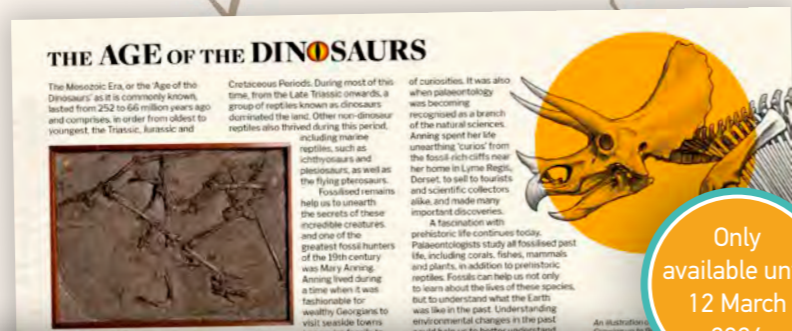 THE AGE OF THE DINOSAURS
The Mesozoic Era, or the 'Age of the
Dinosaurs' as it is commonly known,
lasted from 252 to 66 million years ago
and comprises, in order from oldest to
youngest, the Triassic, Jurassic and
Cretaceous Periods. During most of this
time, from the Late Triassic onwards, a
group of reptiles known as dinosaurs
dominated the land. Other non-dinosaur
reptiles also thrived during this period,
including marine
reptiles, such as
ichthyosaurs and
plesiosaurs, as well as
the flying pterosaurs.
Fossilised remains
help us to unearth
the secrets of these
incredible creatures
and one of the
greatest fossil hunters
of the 19th century
was Mary Anning.
Anning lived during
a time when it was
fashionable for
wealthy Georgians to
visit seaside towns
of curiosities. It was also
when palaeontology
was becoming
recognised as a branch
of the natural sciences.
Anning spent her life
unearthing 'curios' from
the fossil-rich cliffs near
her home in Lyme Regis,
Dorset, to sell to tourists
and scientific collectors
alike, and made many
important discoveries.
A fascination with
prehistoric life continues today.
Palaeontologists study all fossilised past
life, including corals, fishes, mammals
and plants, in addition to prehistoric
reptiles. Fossils can help us not only
to learn about the lives of these species,
but to understand what the Earth
was like in the past. Understanding
environmental changes in the past
An illustration
Only
available un
12 March